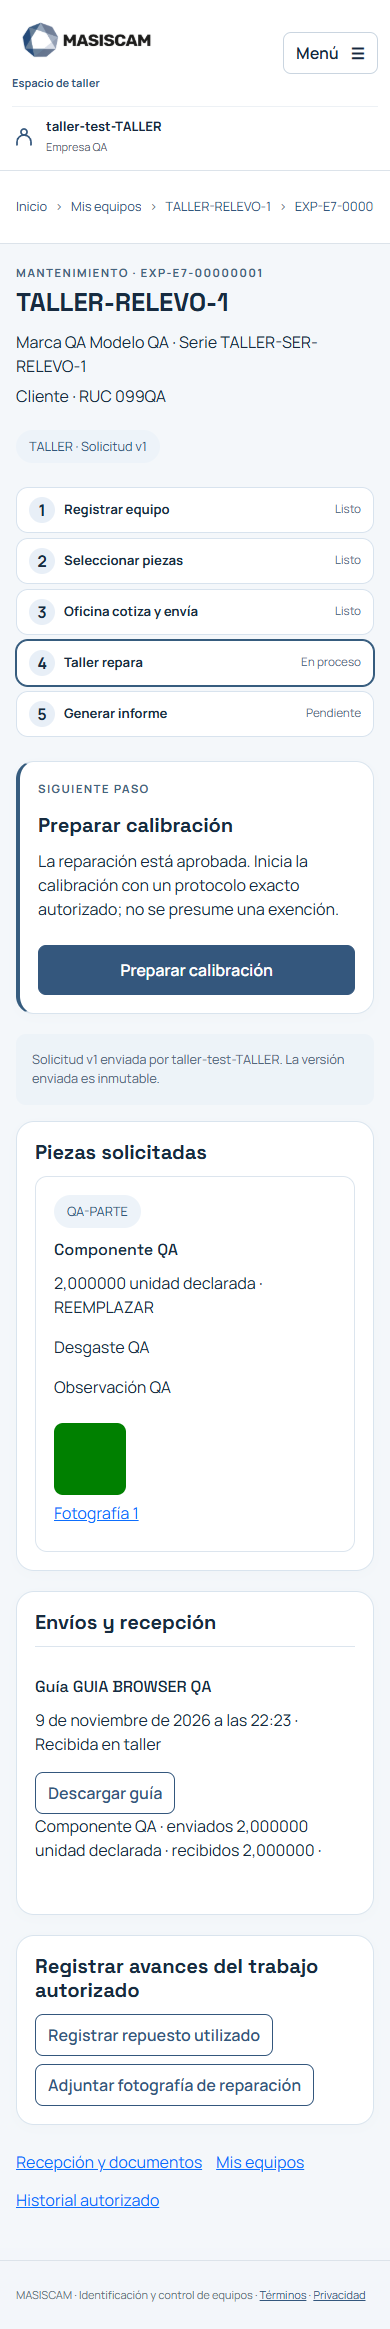 MASISCAM
Espacio de taller
Menú ☰
taller-test-TALLER
Empresa QA
Inicio › Mis equipos › TALLER-RELEVO-1 › EXP-E7-0000
MANTENIMIENTO · EXP-E7-00000001
TALLER-RELEVO-1
Marca QA Modelo QA · Serie TALLER-SER-
RELEVO-1
Cliente · RUC 099QA
TALLER · Solicitud v1
1 Registrar equipo Listo
2 Seleccionar piezas Listo
3 Oficina cotiza y envía Listo
4 Taller repara En proceso
5 Generar informe Pendiente
SIGUIENTE PASO
Preparar calibración
La reparación está aprobada. Inicia la
calibración con un protocolo exacto
autorizado; no se presume una exención.
Preparar calibración
Solicitud v1 enviada por taller-test-TALLER. La versión
enviada es inmutable.
Piezas solicitadas
QA-PARTE
Componente QA
2,000000 unidad declarada ·
REEMPLAZAR
Desgaste QA
Observación QA
Fotografía 1
Envíos y recepción
Guía GUIA BROWSER QA
9 de noviembre de 2026 a las 22:23 ·
Recibida en taller
Descargar guía
Componente QA · enviados 2,000000
unidad declarada · recibidos 2,000000 ·
Registrar avances del trabajo
autorizado
Registrar repuesto utilizado
Adjuntar fotografía de reparación
Recepción y documentos Mis equipos
Historial autorizado
MASISCAM · Identificación y control de equipos · Términos · Privacidad